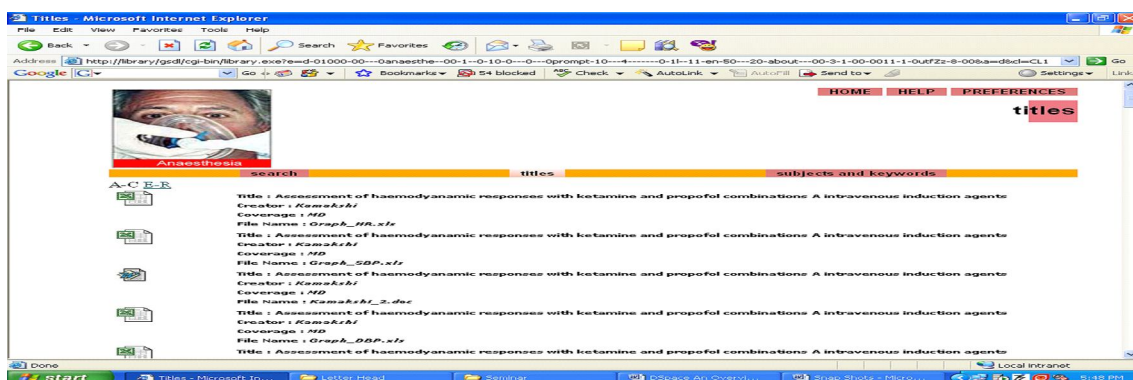 Titles - Microsoft Internet Explorer
File Edit View Favorites Tools Help
Back Search Favorites
Address http://library/gsdl/cgi-bin/library.exe?e=d-01000-00---0anaesthe--00-1--0-10-0---0---0prompt-10---4-------0-1l--11-en-50---20-about---00-3-1-00-0011-1-0utfZz-8-00&a=d&cl=CL1 Go
Google Go Bookmarks 54 blocked Check AutoLink AutoFill Send to Settings Link
HOME HELP PREFERENCES
titles
Anaesthesia
search titles subjects and keywords
A-C E-R
Title : Assessment of haemodyanamic responses with ketamine and propofol combinations A intravenous induction agents
Creator : Kamakshi
Coverage : MD
File Name : Graph_HR.xls
Title : Assessment of haemodyanamic responses with ketamine and propofol combinations A intravenous induction agents
Creator : Kamakshi
Coverage : MD
File Name : Graph_SBP.xls
Title : Assessment of haemodyanamic responses with ketamine and propofol combinations A intravenous induction agents
Creator : Kamakshi
Coverage : MD
File Name : Kamakshi_2.doc
Title : Assessment of haemodyanamic responses with ketamine and propofol combinations A intravenous induction agents
Creator : Kamakshi
Coverage : MD
File Name : Graph_DBP.xls
Title : Assessment of haemodyanamic responses with ketamine and propofol combinations A intravenous induction agents
Done Local intranet
start Titles - Microsoft In... Letter Head Seminar DSpace An Overvi... Snap Shots - Micro... 5:48 PM